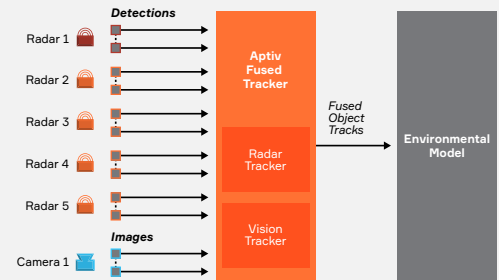 Detections
Radar 1
Radar 2
Radar 3
Radar 4
Radar 5
Images
Camera 1
Aptiv
Fused
Tracker
Radar
Tracker
Vision
Tracker
Fused
Object
Tracks
Environmental
Model